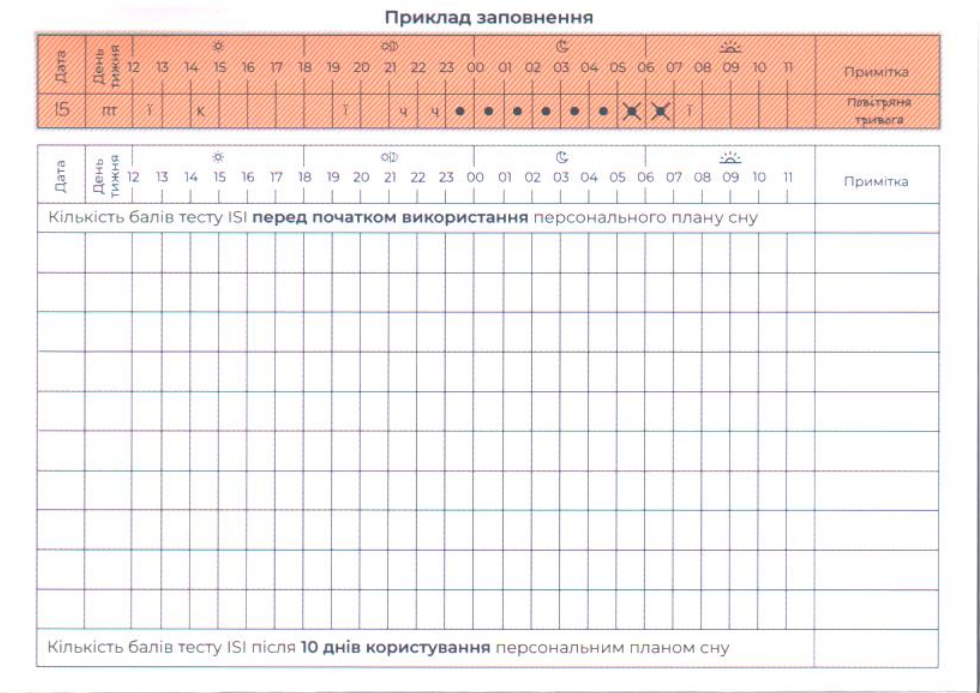 Приклад заповнення
Дата День тижня 12 13 14 15 16 17 18 19 20 21 22 23 00 01 02 03 04 05 06 07 08 09 10 11 Примітка
15 пт ї к ї ч ч ї Повітряна тривога
Дата День тижня 12 13 14 15 16 17 18 19 20 21 22 23 00 01 02 03 04 05 06 07 08 09 10 11 Примітка
Кількість балів тесту ISI перед початком використання персонального плану сну
Кількість балів тесту ISI після 10 днів користування персональним планом сну